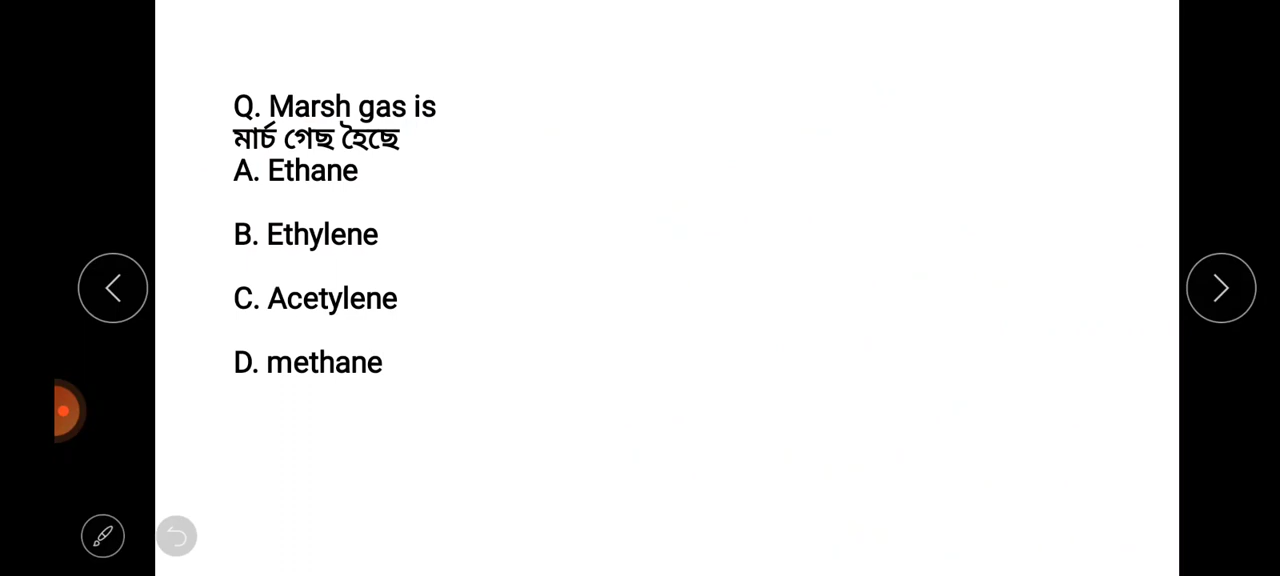 Q. Marsh gas is
মার্চ গেছ হৈছে
A. Ethane
B. Ethylene
C. Acetylene
D. methane